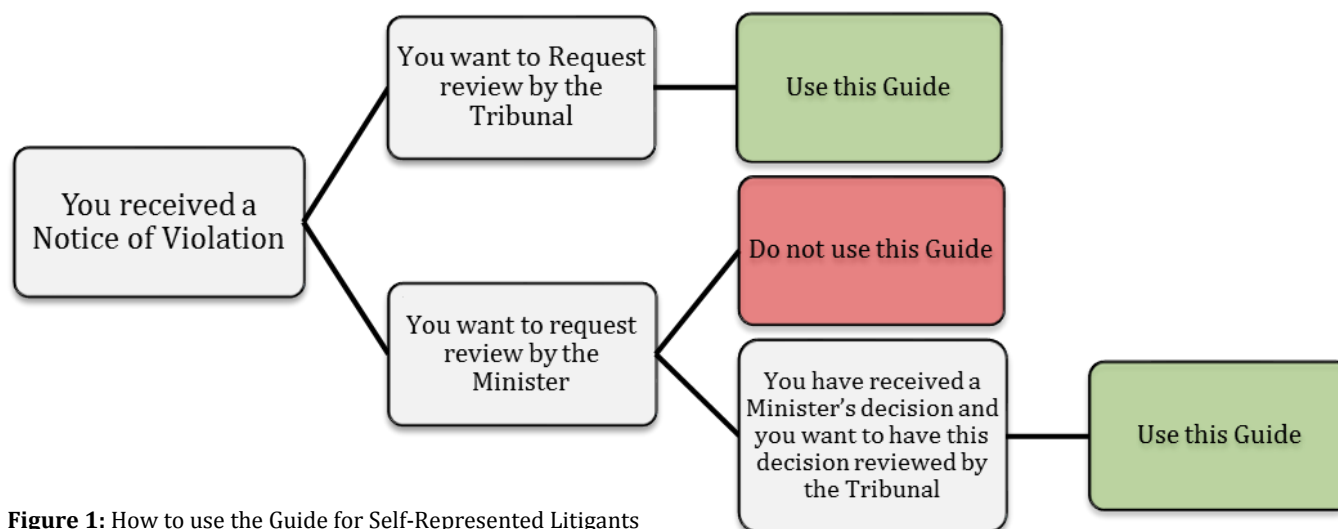 You received a
Notice of Violation
You want to Request
review by the
Tribunal
Use this Guide
You want to request
review by the
Minister
Do not use this Guide
You have received a
Minister's decision and
you want to have this
decision reviewed by
the Tribunal
Use this Guide
Figure 1: How to use the Guide for Self-Represented Litigants